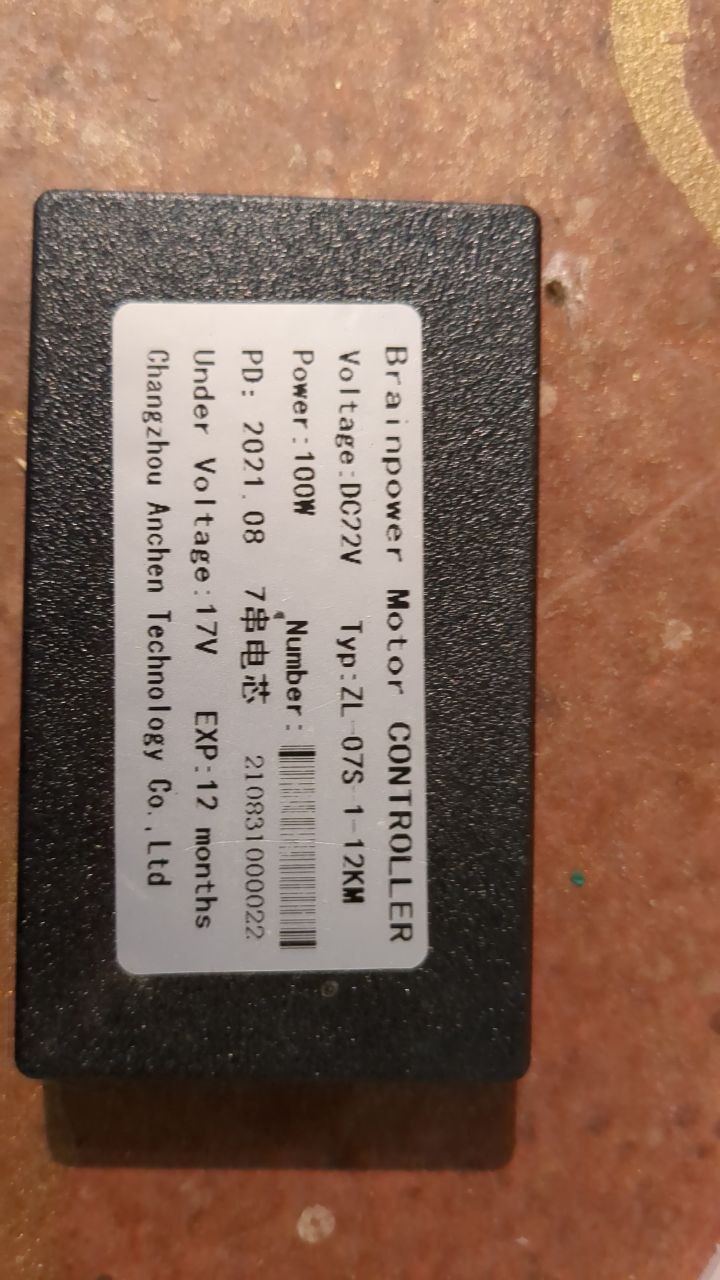 Brainpower Motor CONTROLLER
Voltage:DC22V Typ:ZL-07S-1-12KM
Power:100W Number:
PD: 2021.08 7串电芯 210831000022
Under Voltage:17V EXP:12 months
Changzhou Anchen Technology Co.,Ltd